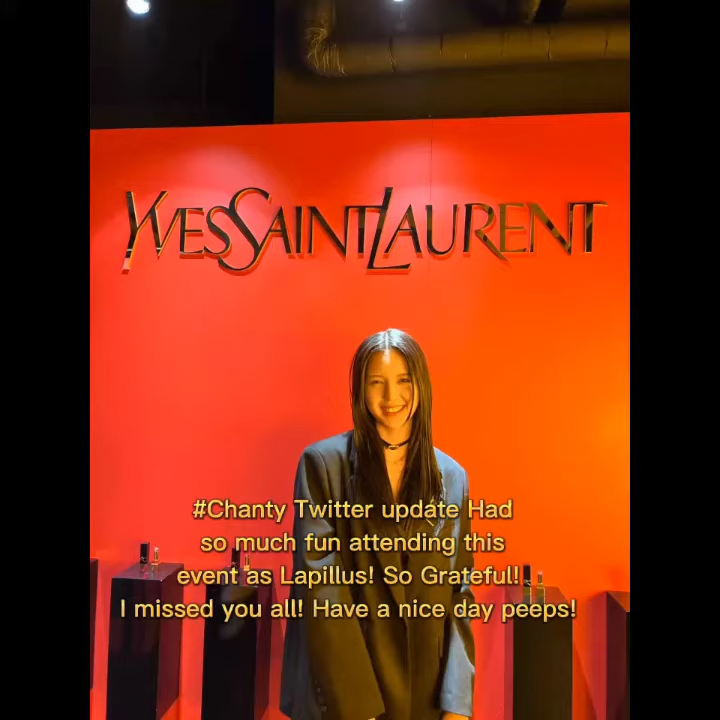 YVESSAINTLAURENT
#Chanty Twitter update Had
so much fun attending this
event as Lapillus! So Grateful!
I missed you all! Have a nice day peeps!